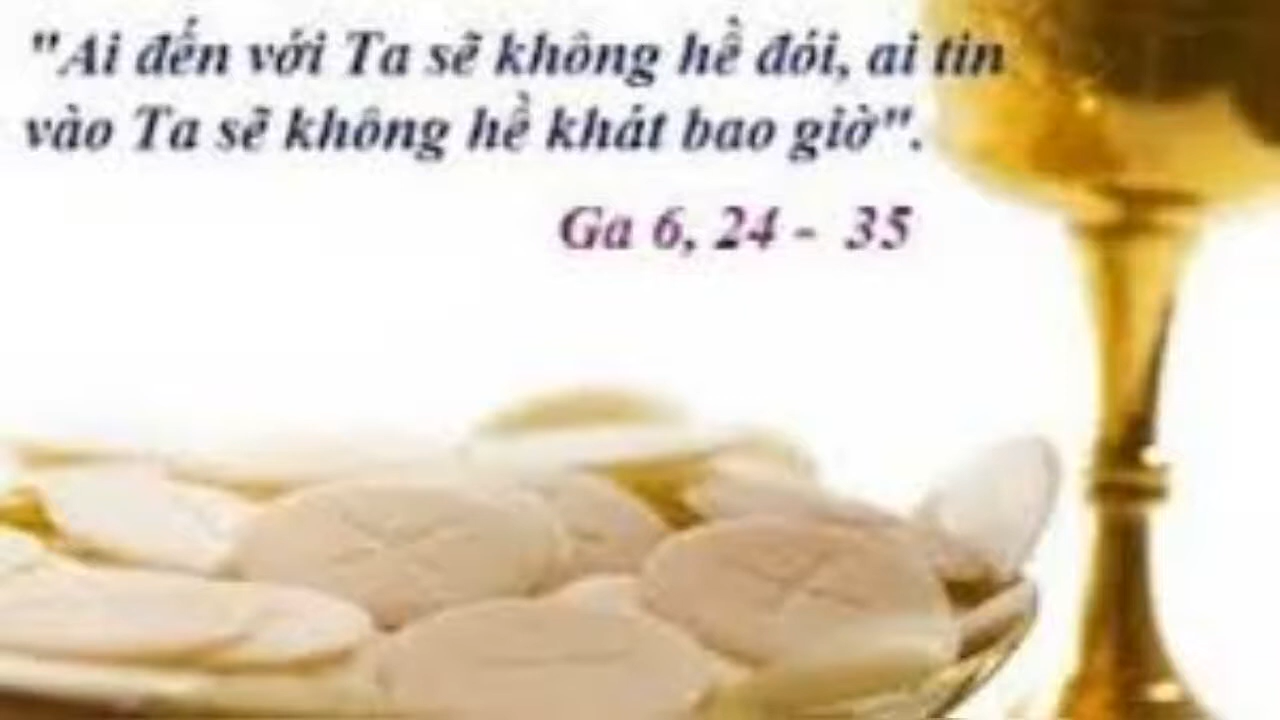 "Ai đến với Ta sẽ không hề đói, ai tin
vào Ta sẽ không hề khát bao giờ".
Ga 6, 24 - 35